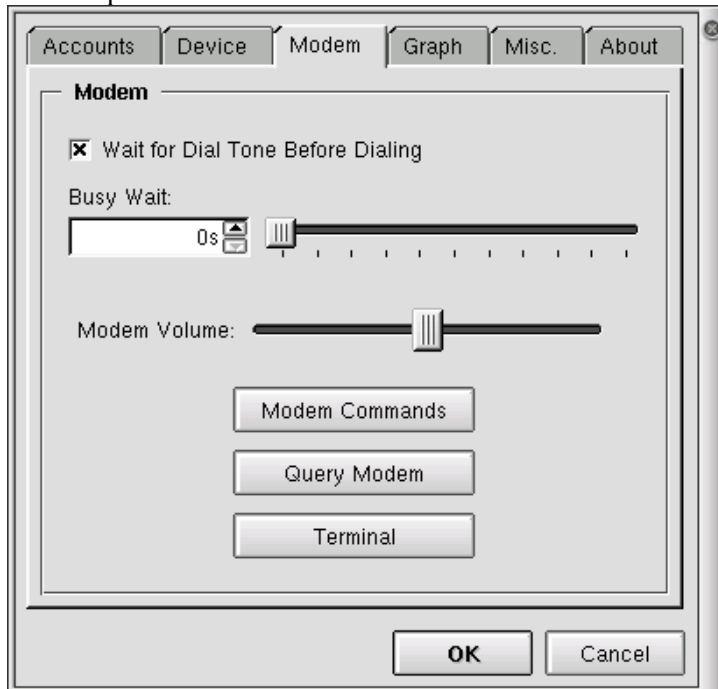 Accounts Device Modem Graph Misc. About
Modem
Wait for Dial Tone Before Dialing
Busy Wait:
0s
Modem Volume:
Modem Commands
Query Modem
Terminal
OK Cancel